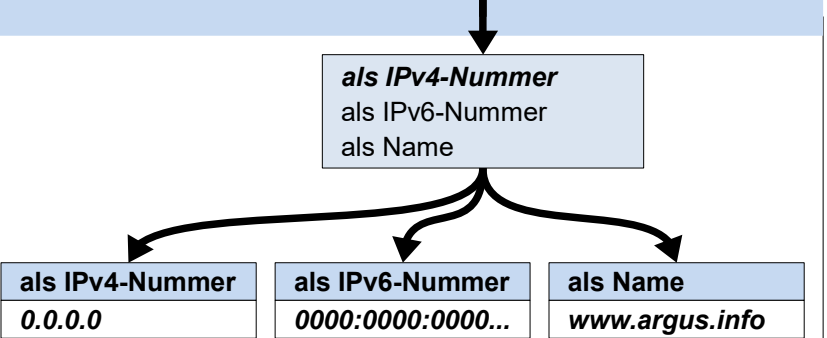 als IPv4-Nummer
als IPv6-Nummer
als Name
als IPv4-Nummer
0.0.0.0
als IPv6-Nummer
0000:0000:0000...
als Name
www.argus.info